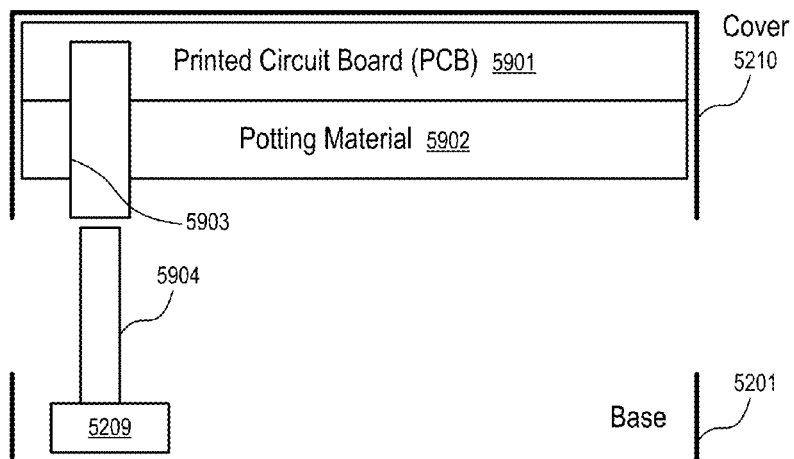 Cover
5210
Printed Circuit Board (PCB) 5901
Potting Material 5902
5903
5904
5201
Base
5209